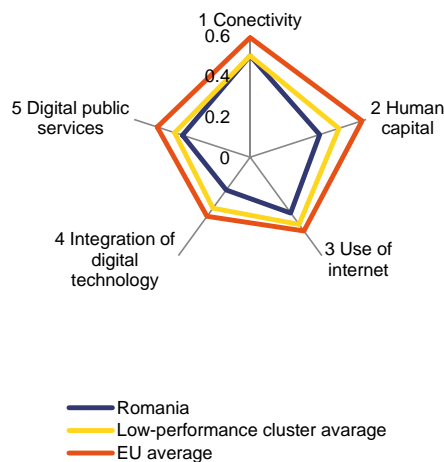 1 Conectivity
0.6
0.4
0.2
0
2 Human
capital
3 Use of
internet
4 Integration of
digital
technology
5 Digital public
services
Romania
Low-performance cluster avarage
EU average